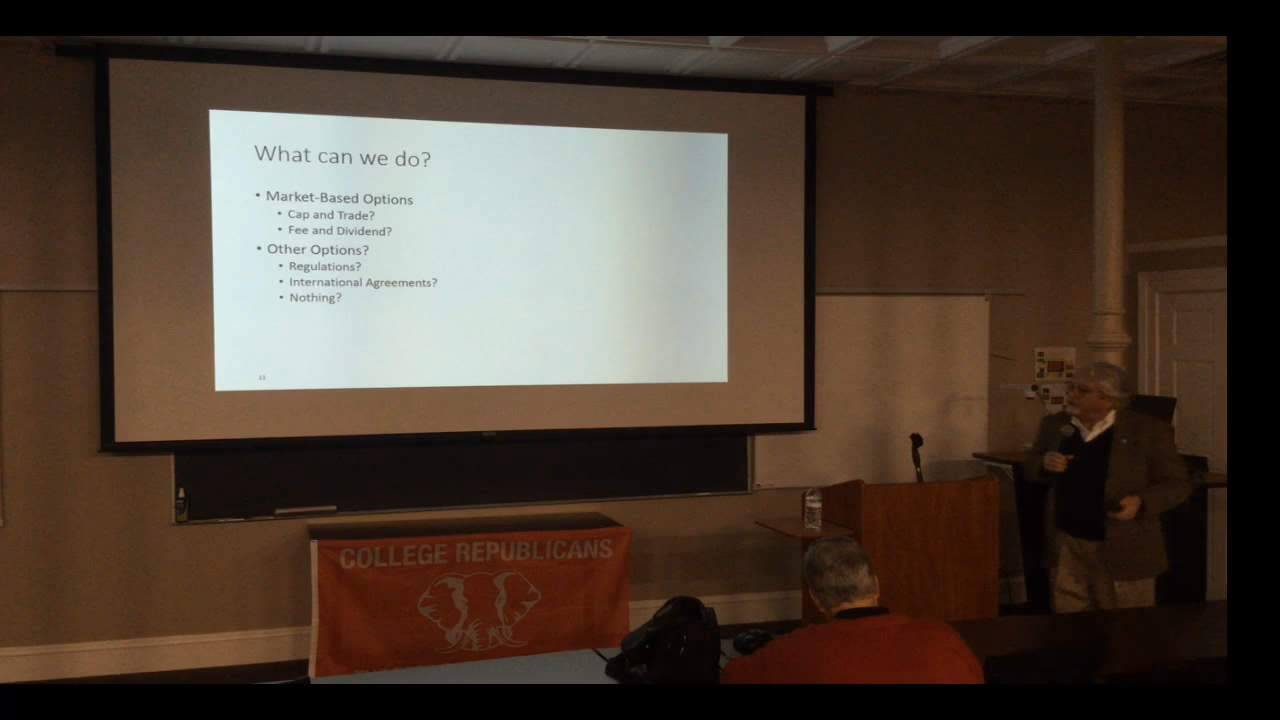 What can we do?
• Market-Based Options
• Cap and Trade?
• Fee and Dividend?
• Other Options?
• Regulations?
• International Agreements?
• Nothing?
COLLEGE REPUBLICANS